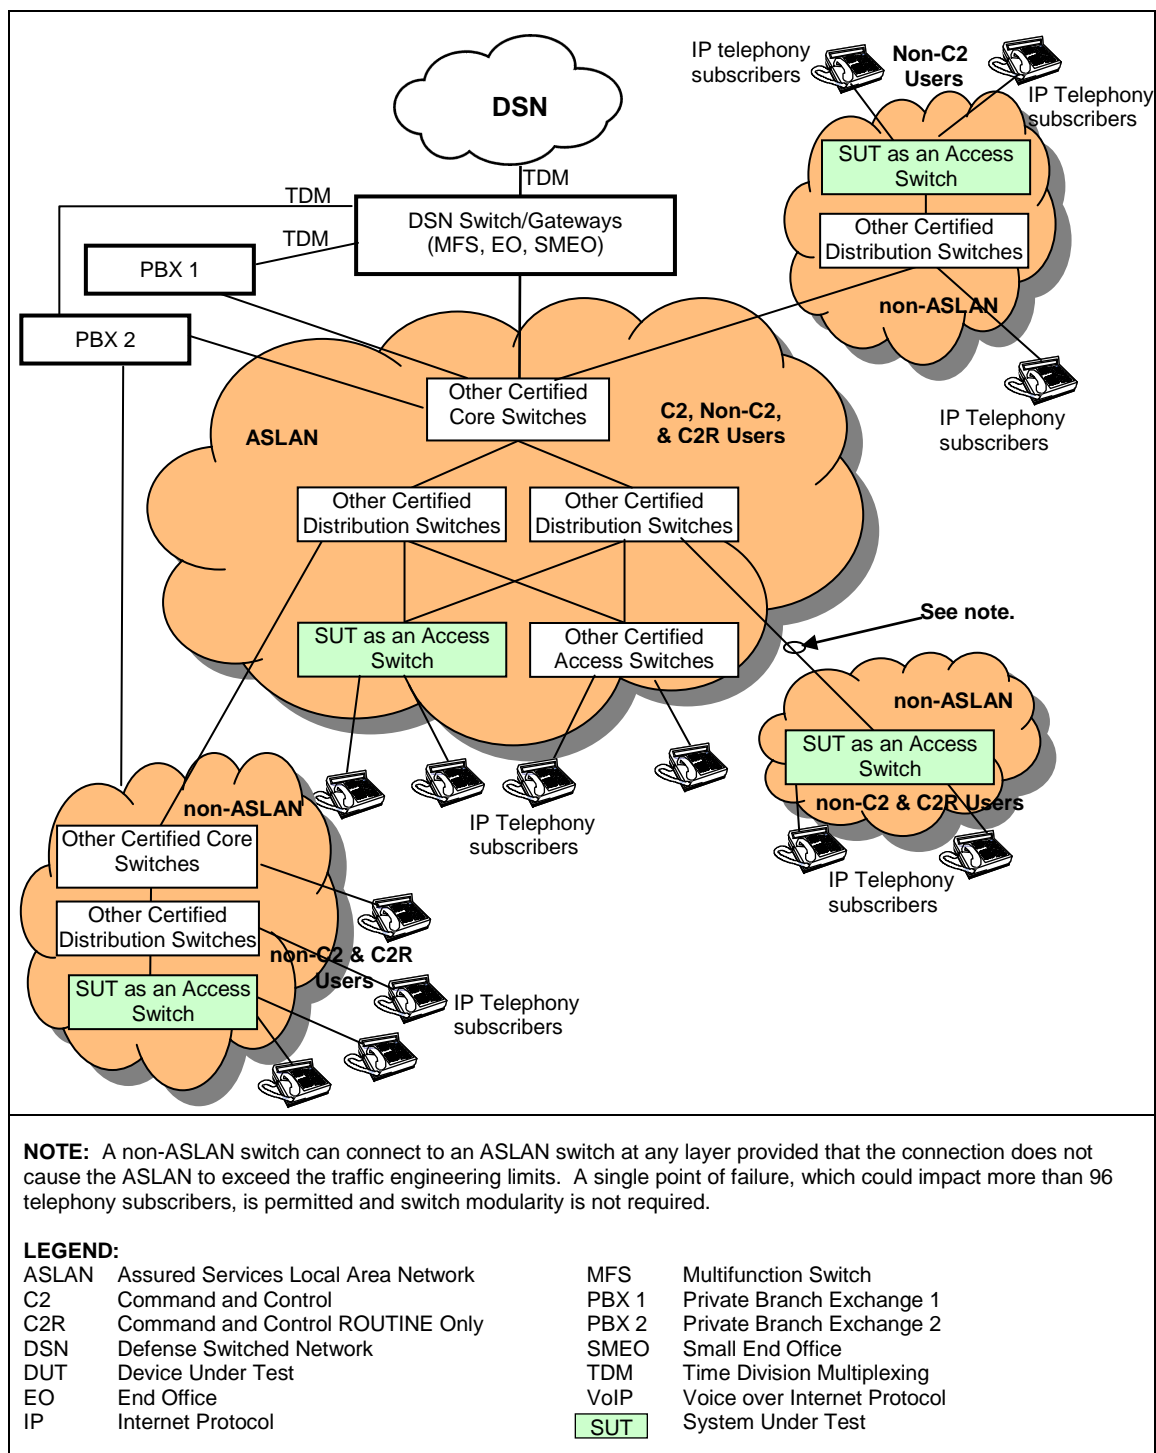 IP telephony
subscribers
Non-C2
Users
IP Telephony
subscribers
DSN
TDM
SUT as an Access
Switch
TDM
DSN Switch/Gateways
(MFS, EO, SMEO)
Other Certified
Distribution Switches
TDM
PBX 1
non-ASLAN
PBX 2
Other Certified
Core Switches
C2, Non-C2,
& C2R Users
IP Telephony
subscribers
ASLAN
Other Certified
Distribution Switches
Other Certified
Distribution Switches
See note.
SUT as an Access
Switch
Other Certified
Access Switches
non-ASLAN
SUT as an Access
Switch
non-C2 & C2R Users
non-ASLAN
IP Telephony
subscribers
Other Certified Core
Switches
IP Telephony
subscribers
Other Certified
Distribution Switches
non-C2 & C2R
Users
SUT as an Access
Switch
IP Telephony
subscribers
NOTE: A non-ASLAN switch can connect to an ASLAN switch at any layer provided that the connection does not
cause the ASLAN to exceed the traffic engineering limits. A single point of failure, which could impact more than 96
telephony subscribers, is permitted and switch modularity is not required.
LEGEND:
ASLAN Assured Services Local Area Network
C2 Command and Control
C2R Command and Control ROUTINE Only
DSN Defense Switched Network
DUT Device Under Test
EO End Office
IP Internet Protocol
MFS Multifunction Switch
PBX 1 Private Branch Exchange 1
PBX 2 Private Branch Exchange 2
SMEO Small End Office
TDM Time Division Multiplexing
VoIP Voice over Internet Protocol
SUT System Under Test